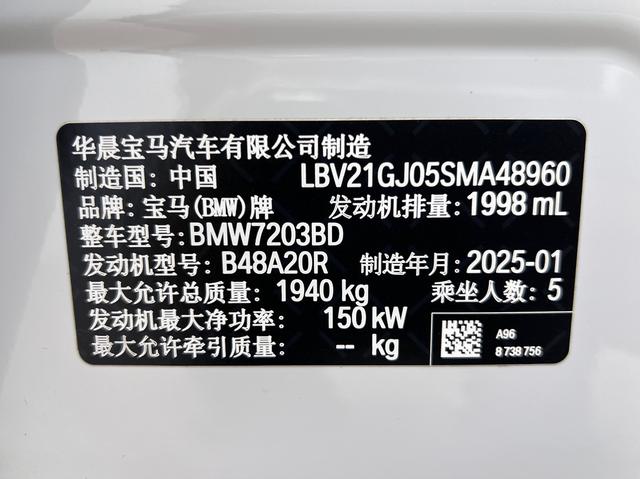 华晨宝马汽车有限公司制造
制造国: 中国 LBV21GJ05SMA48960
品牌: 宝马(BMW)牌 发动机排量: 1998 mL
整车型号: BMW7203BD
发动机型号: B48A20R 制造年月: 2025-01
最大允许总质量: 1940 kg 乘坐人数: 5
发动机最大净功率: 150 kW
最大允许牵引质量: -- kg
A96
8 738 756